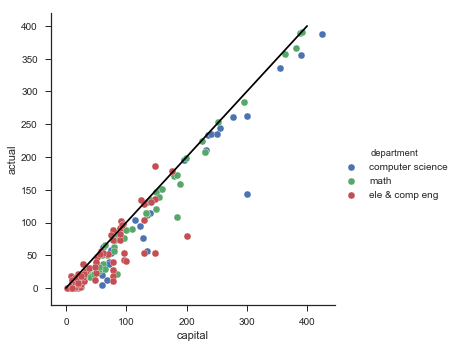 400
350
300
250
200
150
100
50
0
actual
0 100 200 300 400
capital
department
computer science
math
ele & comp eng